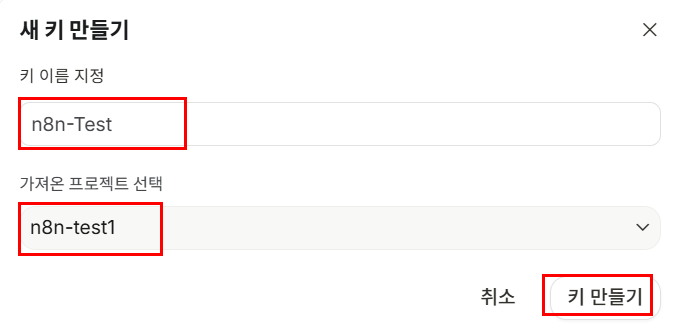 새 키 만들기
키 이름 지정
n8n-Test
가져온 프로젝트 선택
n8n-test1
취소 키 만들기